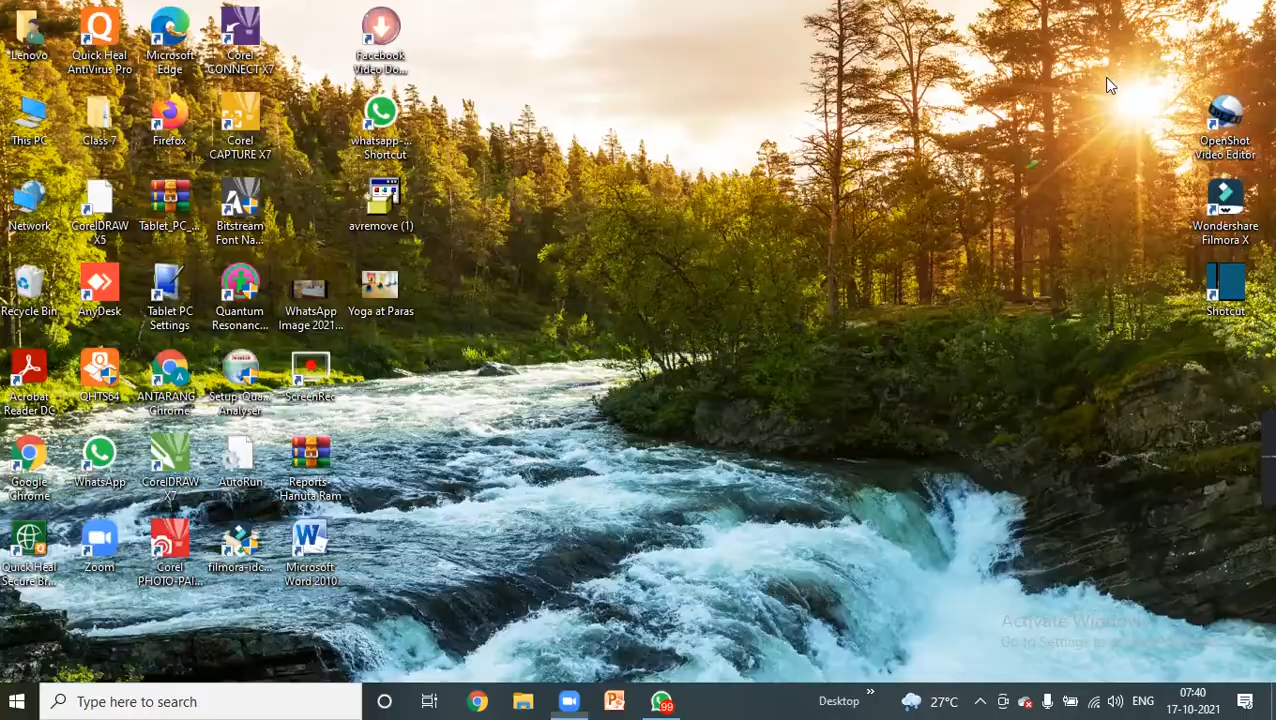 Lenovo
Quick Heal
AntiVirus Pro
Microsoft
Edge
Corel
CONNECT X7
Facebook
Video Do...
This PC
Class-7
Firefox
Corel
CAPTURE X7
whatsapp-...
Shortcut
OpenShot
Video Editor
Network
CorelDRAW
X5
Tablet_PC_...
Bitstream
Font Na...
avremove (1)
Wondershare
Filmora X
Recycle Bin
AnyDesk
Tablet PC
Settings
Quantum
Resonanc...
WhatsApp
Image 2021...
Yoga at Paras
Shotcut
Acrobat
Reader DC
QHTS64
ANTARANG
- Chrome
Setup-Qua...
Analyser
ScreenRec
Google
Chrome
WhatsApp
CorelDRAW
X7
AutoRun
Reports-
Hanuta Ram
Quick Heal
Secure Br...
Zoom
Corel
PHOTO-PAI...
filmora-idc...
Microsoft
Word 2010
Activate Windows
Go to Settings to
Type here to search
99
Desktop
27°C
ENG
07:40
17-10-2021